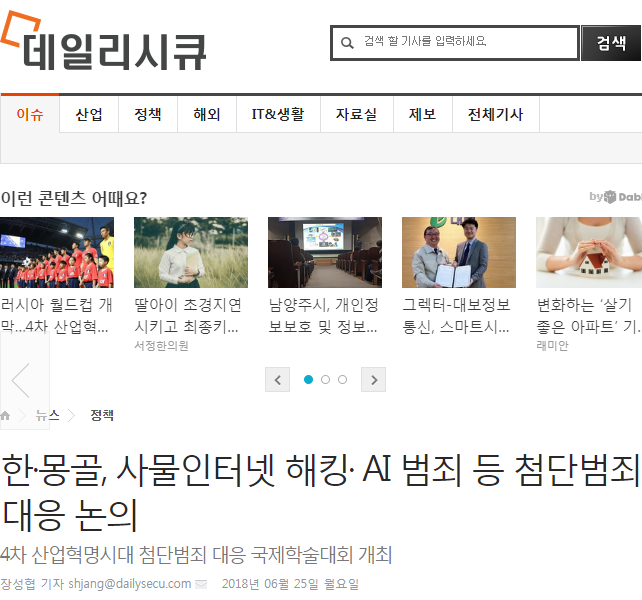 데일리시큐
검색 할 기사를 입력하세요.
검색
이슈 산업 정책 해외 IT&생활 자료실 제보 전체기사
이런 콘텐츠 어때요?
by Dabl
러시아 월드컵 개
막...4차 산업혁...
딸아이 초경지연
시키고 최종키...
서정한의원
남양주시, 개인정
보보호 및 정보...
그렉터-대보정보
통신, 스마트시...
변화하는 '살기
좋은 아파트' 기...
래미안
뉴스 정책
한·몽골, 사물인터넷 해킹· AI 범죄 등 첨단범죄
대응 논의
4차 산업혁명시대 첨단범죄 대응 국제학술대회 개최
장성협 기자 shjang@dailysecu.com 2018년 06월 25일 월요일